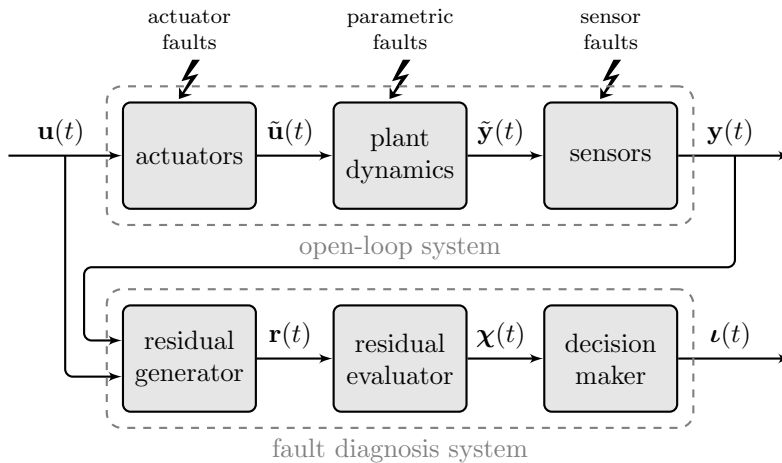 actuator
faults
parametric
faults
sensor
faults
u(t)
actuators
ũ(t)
plant
dynamics
ỹ(t)
sensors
y(t)
open-loop system
residual
generator
r(t)
residual
evaluator
χ(t)
decision
maker
ι(t)
fault diagnosis system